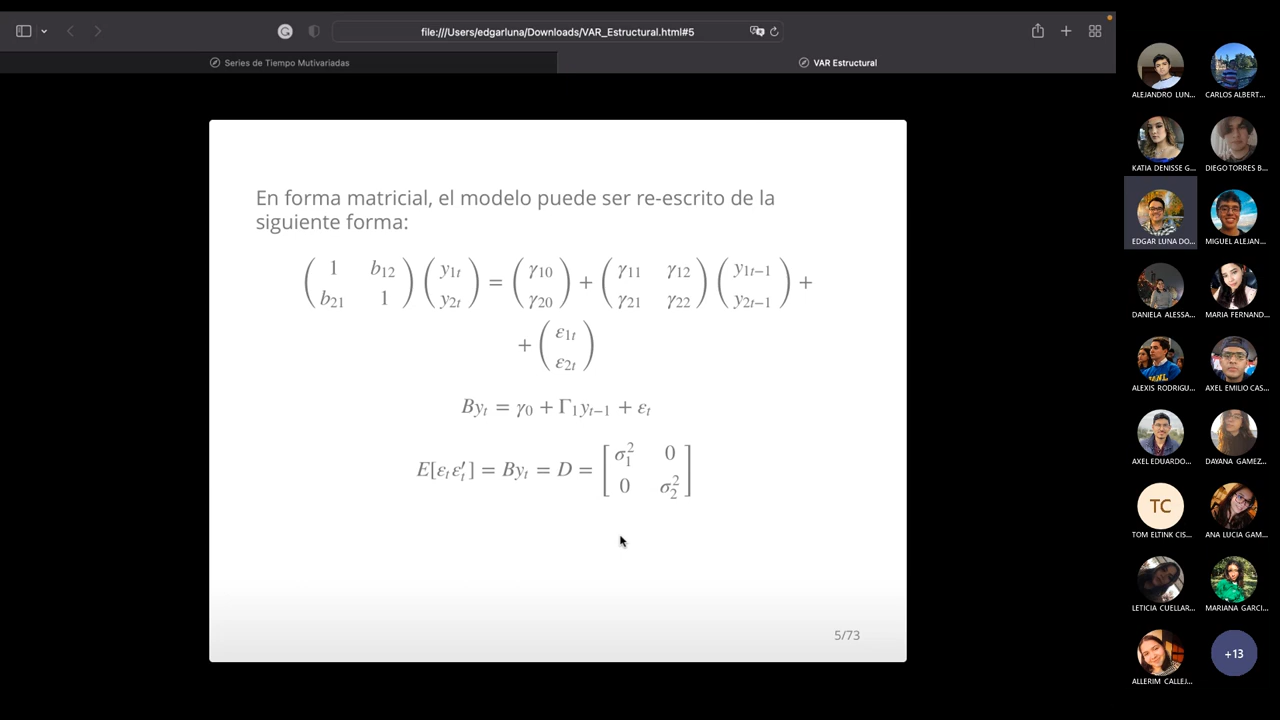 file:///Users/edgarluna/Downloads/VAR_Estructural.html#5
Series de Tiempo Mutivariadas
VAR Estructural
En forma matricial, el modelo puede ser re-escrito de la
siguiente forma:
( 1 b₁₂ ; b₂₁ 1 ) ( y₁ₜ ; y₂ₜ ) = ( γ₁₀ ; γ₂₀ ) + ( γ₁₁ γ₁₂ ; γ₂₁ γ₂₂ ) ( y₁ₜ₋₁ ; y₂ₜ₋₁ ) +
+ ( ε₁ₜ ; ε₂ₜ )
Byₜ = γ₀ + Γ₁yₜ₋₁ + εₜ
E[εₜε′ₜ] = Byₜ = D = [ σ₁² 0 ; 0 σ₂² ]
5/73
ALEJANDRO LUN...
CARLOS ALBERT...
KATIA DENISSE G...
DIEGO TORRES B...
EDGAR LUNA DO...
MIGUEL ALEJAN...
DANIELA ALESSA...
MARIA FERNAND...
ALEXIS RODRIGU...
AXEL EMILIO CAS...
AXEL EDUARDO...
DAYANA GAMEZ...
TC
TOM ELTINK CIS...
ANA LUCIA GAM...
LETICIA CUELLAR...
MARIANA GARCI...
ALLERIM CALLEJ...
+13